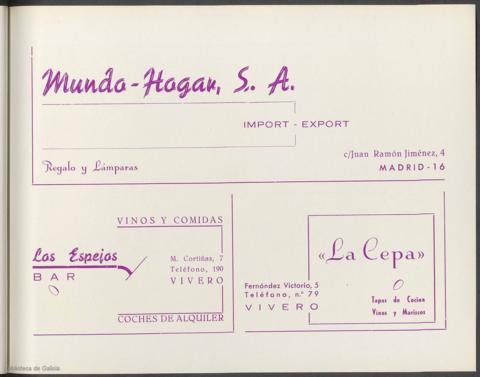 Mundo-Hogar, S. A.
IMPORT - EXPORT
c/Juan Ramón Jiménez, 4
Regalo y Lámparas
MADRID-16
VINOS Y COMIDAS
Los Espejos
BAR
M. Cortiñas, 7
Teléfono, 190
VIVERO
COCHES DE ALQUILER
«La Cepa»
Fernández Victorio, 5
Teléfono, n.º 79
VIVERO
Tapas de Cocina
Vinos y Mariscos
Biblioteca de Galicia